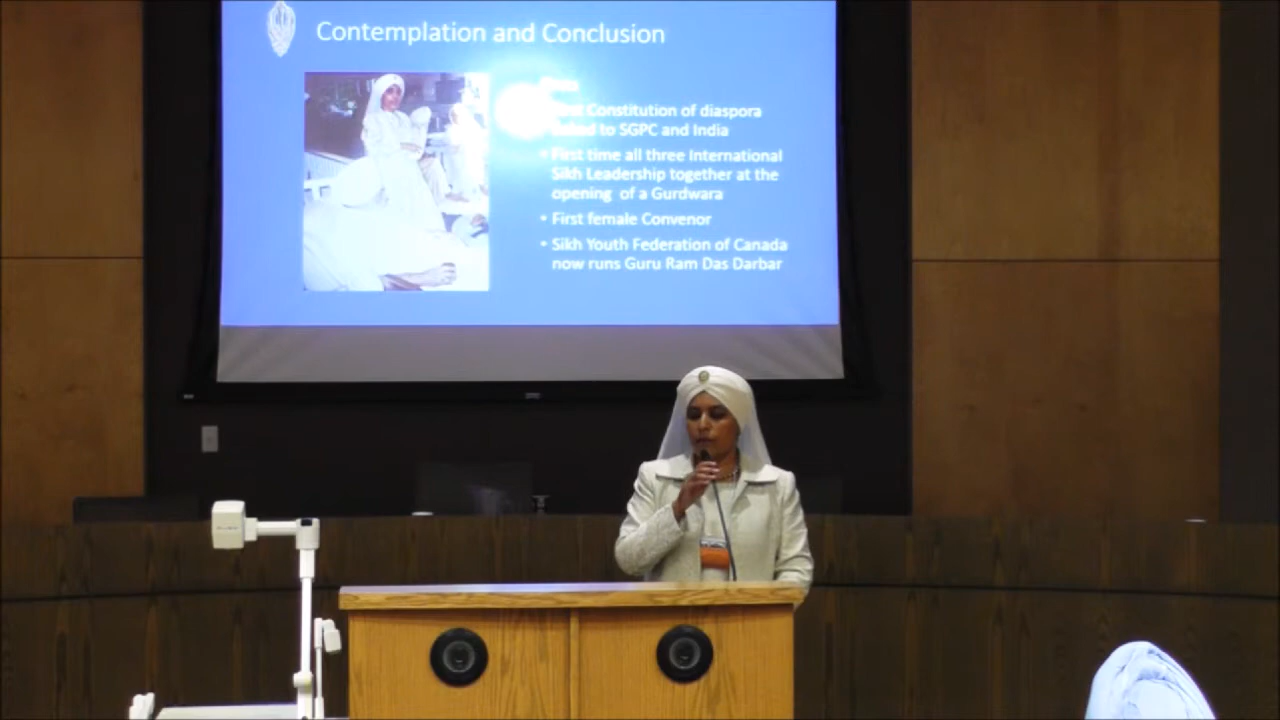 Contemplation and Conclusion
Constitution of diaspora
to SGPC and India
• First time all three International
Sikh Leadership together at the
opening of a Gurdwara
• First female Convenor
• Sikh Youth Federation of Canada
now runs Guru Ram Das Darbar